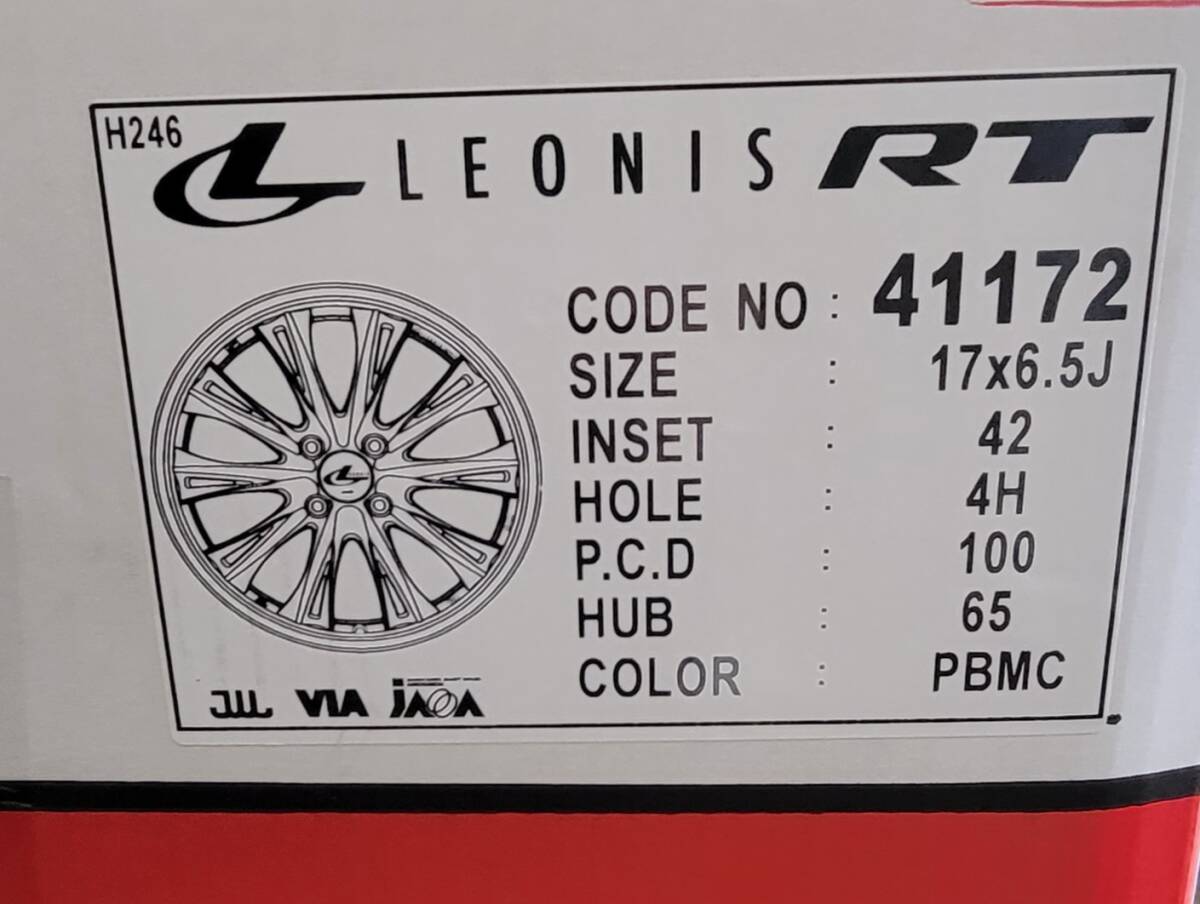 H246
LEONIS RT
CODE NO : 41172
SIZE : 17x6.5J
INSET : 42
HOLE : 4H
P.C.D : 100
HUB : 65
COLOR : PBMC
JWL VIA JAWA